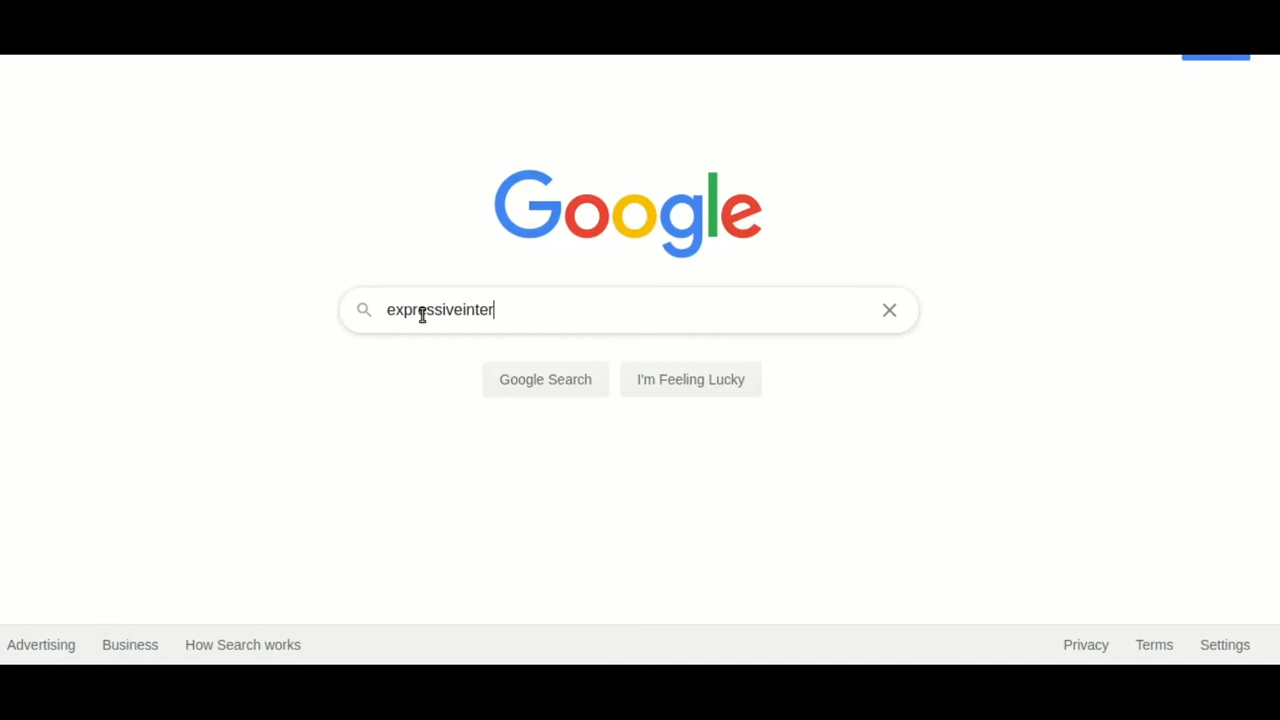 Google
expressiveinter
Google Search
I'm Feeling Lucky
Advertising
Business
How Search works
Privacy
Terms
Settings